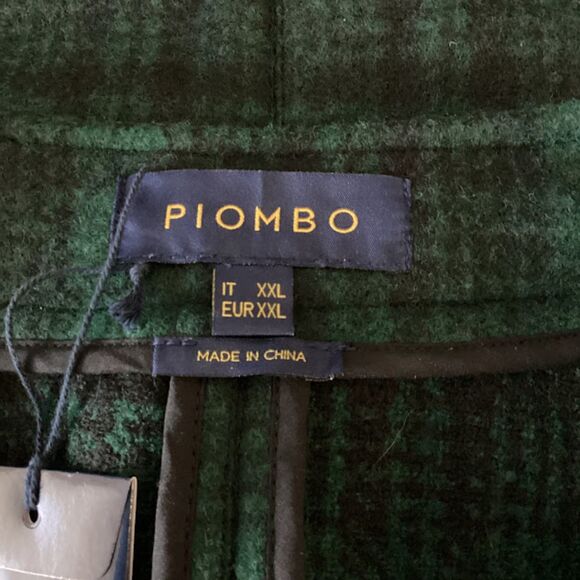 PIOMBO
IT XXL
EUR XXL
MADE IN CHINA